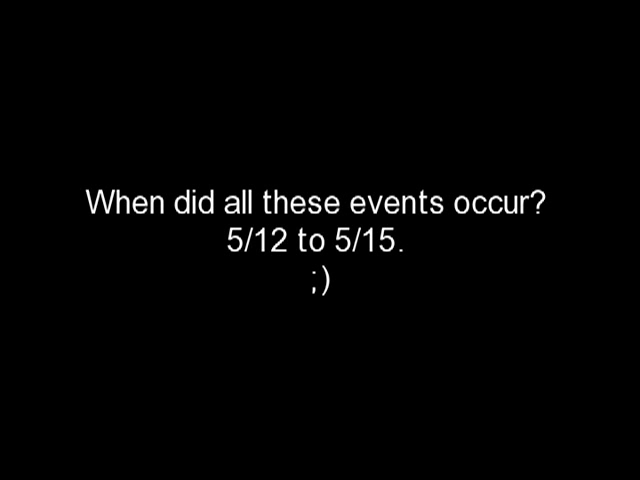 When did all these events occur?
5/12 to 5/15.
;)